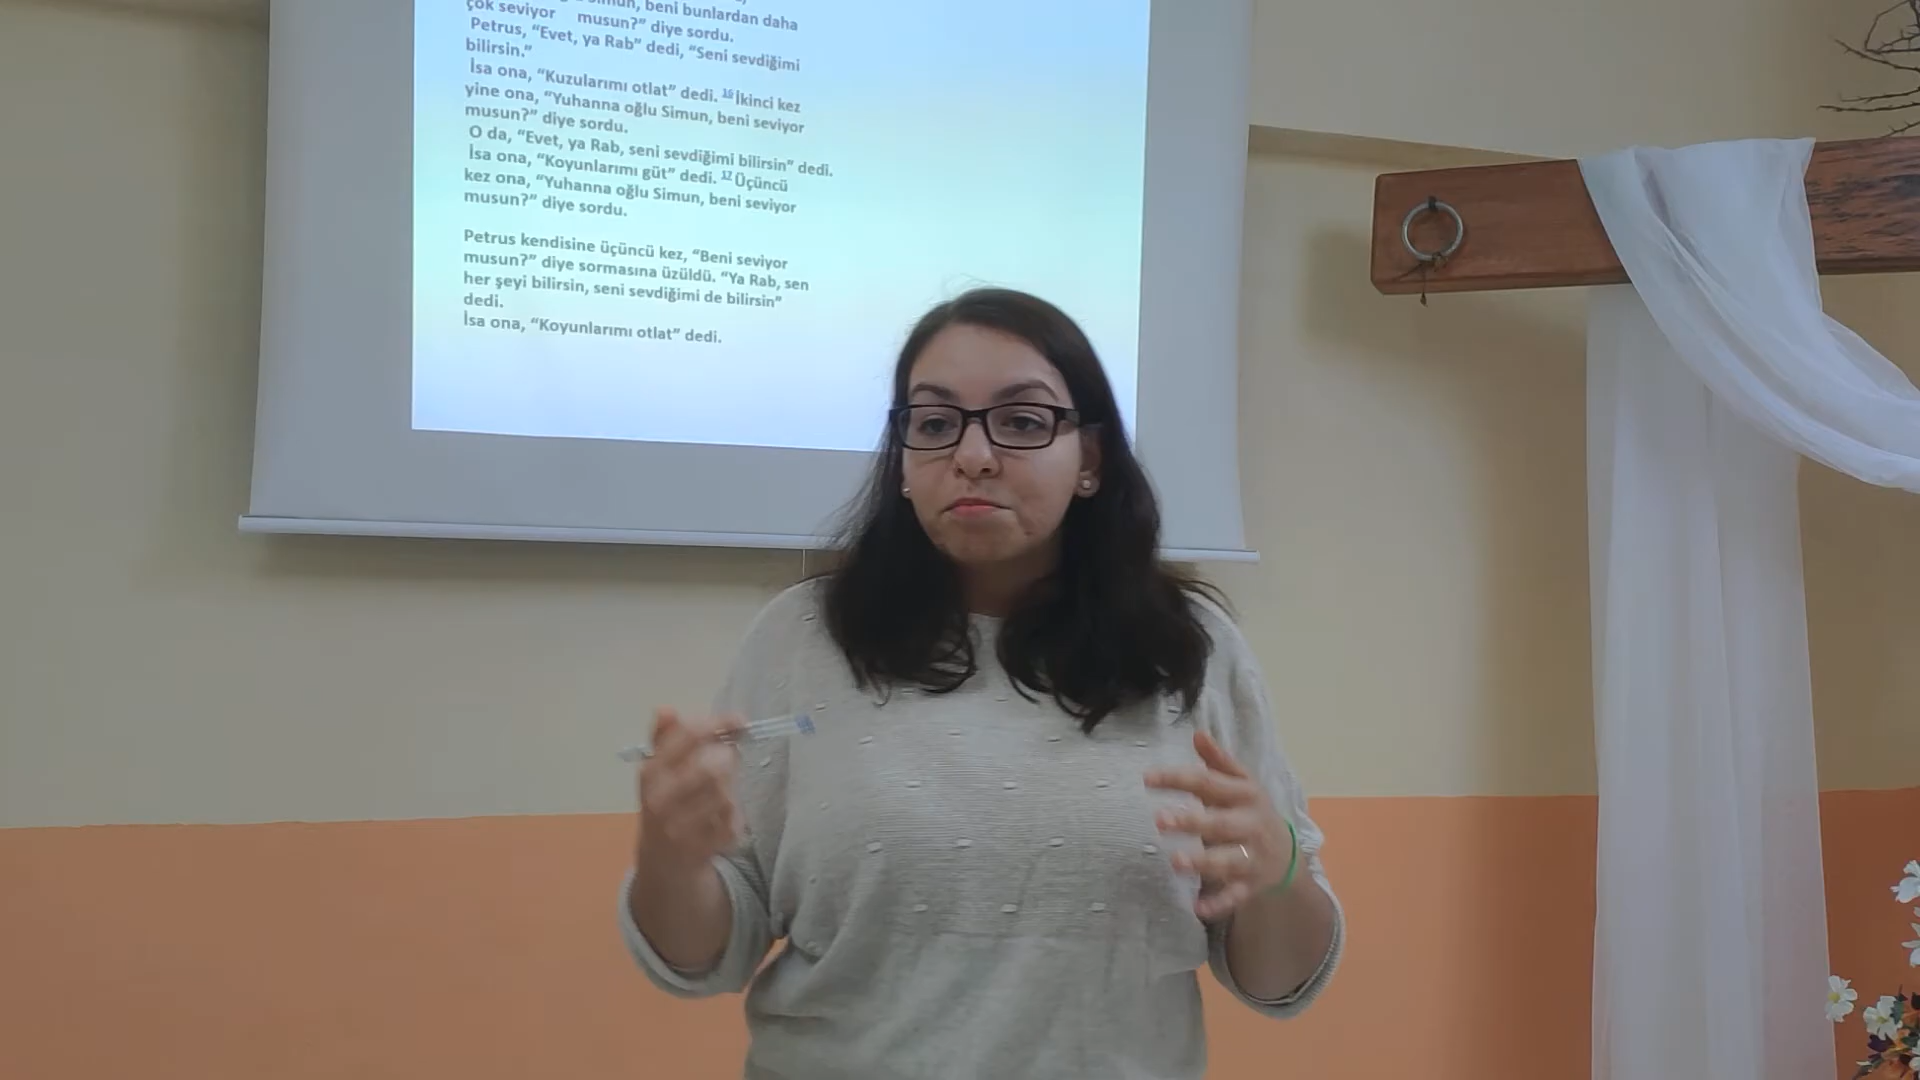 Simun, beni bunlardan daha
çok seviyor musun?” diye sordu.
Petrus, “Evet, ya Rab” dedi, “Seni sevdiğimi
bilirsin.”
İsa ona, “Kuzularımı otlat” dedi. 16 İkinci kez
yine ona, “Yuhanna oğlu Simun, beni seviyor
musun?” diye sordu.
O da, “Evet, ya Rab, seni sevdiğimi bilirsin” dedi.
İsa ona, “Koyunlarımı güt” dedi. 17 Üçüncü
kez ona, “Yuhanna oğlu Simun, beni seviyor
musun?” diye sordu.
Petrus kendisine üçüncü kez, “Beni seviyor
musun?” diye sormasına üzüldü. “Ya Rab, sen
her şeyi bilirsin, seni sevdiğimi de bilirsin”
dedi.
İsa ona, “Koyunlarımı otlat” dedi.